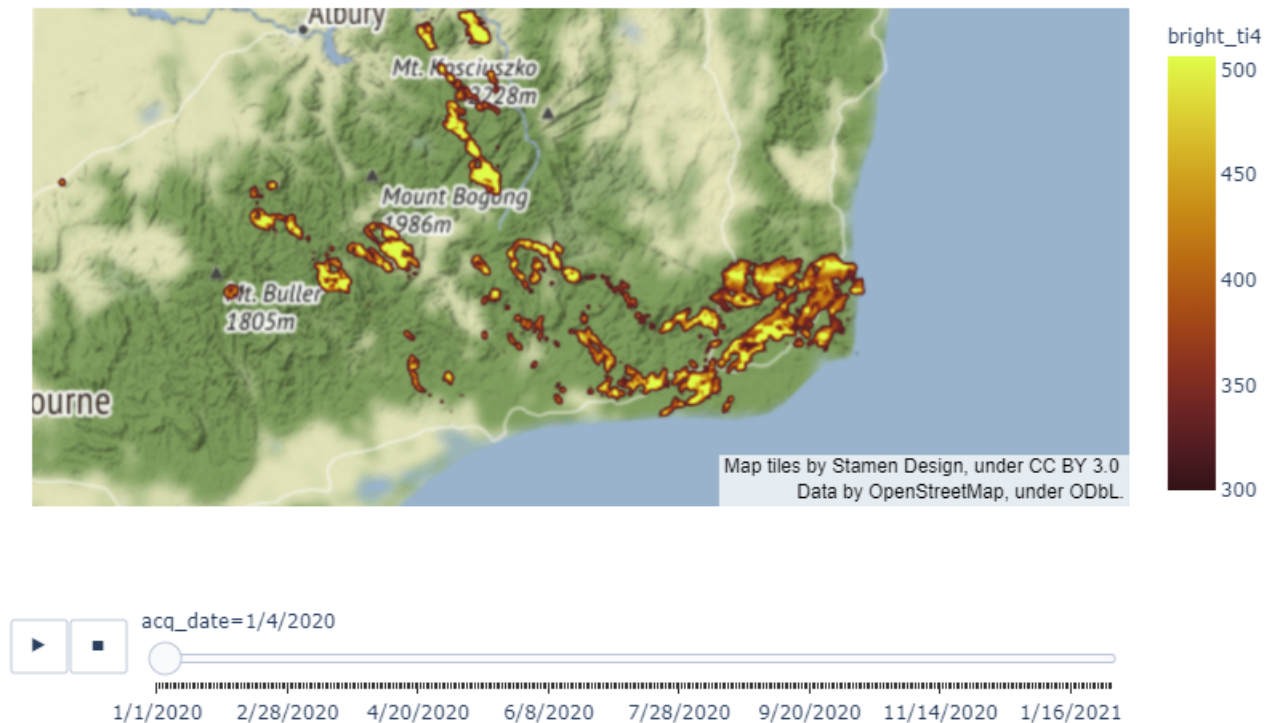 Albury
bright_ti4
Mt. Kosciuszko
2228m
500
450
Mount Bogong
1986m
400
Mt. Buller
1805m
350
ourne
Map tiles by Stamen Design, under CC BY 3.0
Data by OpenStreetMap, under ODbL.
300
acq_date=1/4/2020
1/1/2020 2/28/2020 4/20/2020 6/8/2020 7/28/2020 9/20/2020 11/14/2020 1/16/2021